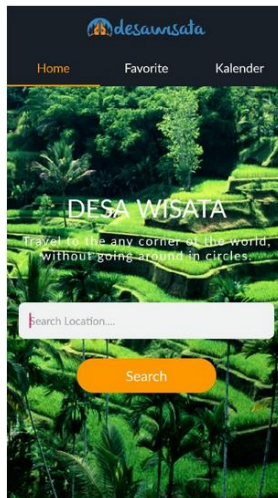 desawisata
Home Favorite Kalender
DESA WISATA
Travel to the any corner of the world,
without going around in circles.
Search Location....
Search